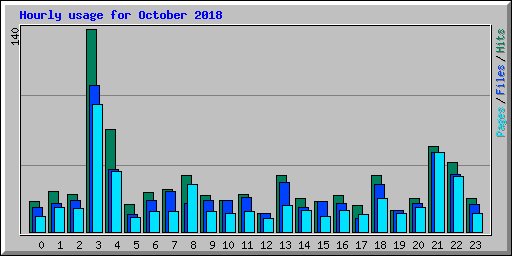 Hourly usage for October 2018
140
Pages / Files / Hits
0 1 2 3 4 5 6 7 8 9 10 11 12 13 14 15 16 17 18 19 20 21 22 23